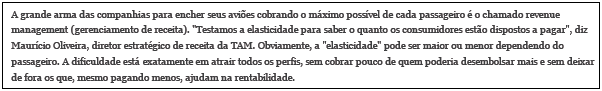 A grande arma das companhias para encher seus aviões cobrando o máximo possível de cada passageiro é o chamado revenue
management (gerenciamento de receita). "Testamos a elasticidade para saber o quanto os consumidores estão dispostos a pagar", diz
Maurício Oliveira, diretor estratégico de receita da TAM. Obviamente, a "elasticidade" pode ser maior ou menor dependendo do
passageiro. A dificuldade está exatamente em atrair todos os perfis, sem cobrar pouco de quem poderia desembolsar mais e sem deixar
de fora os que, mesmo pagando menos, ajudam na rentabilidade.